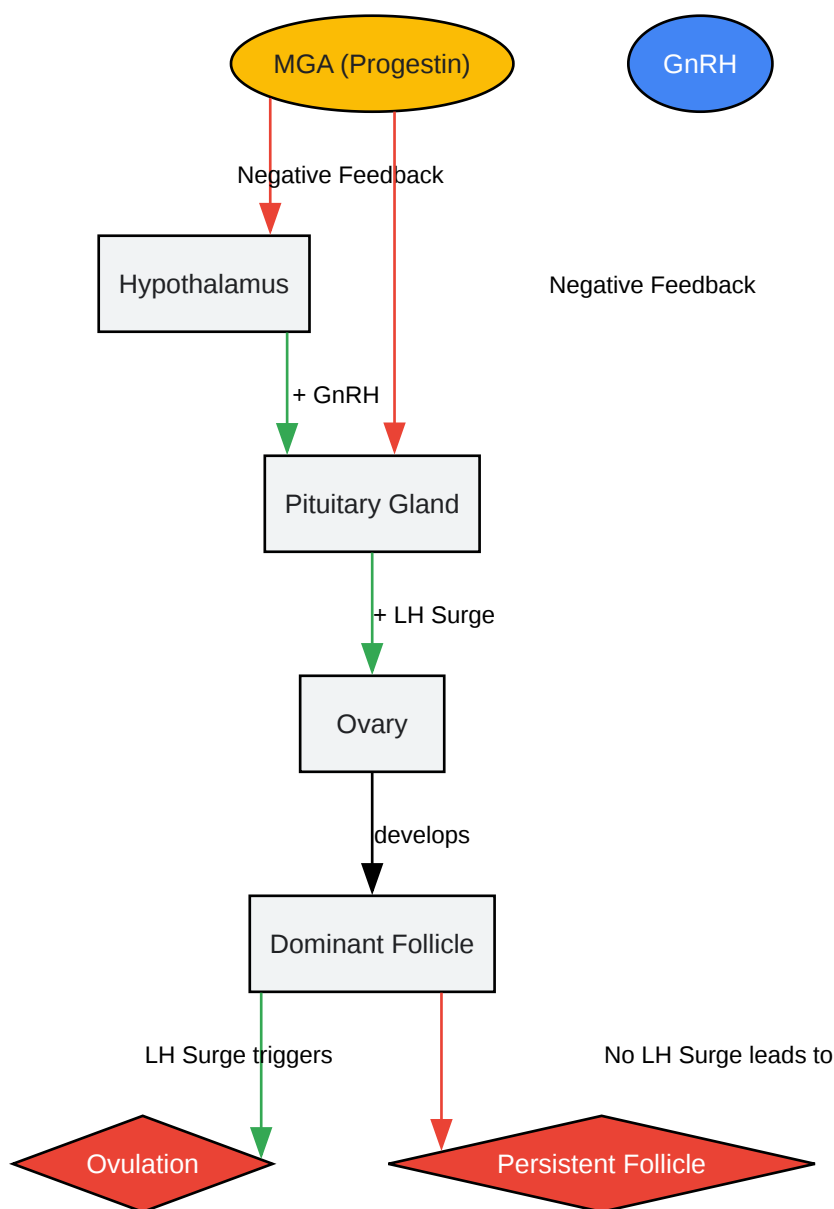 MGA (Progestin)
GnRH
Negative Feedback
Hypothalamus
Negative Feedback
+ GnRH
Pituitary Gland
+ LH Surge
Ovary
develops
Dominant Follicle
LH Surge triggers
No LH Surge leads to
Ovulation
Persistent Follicle